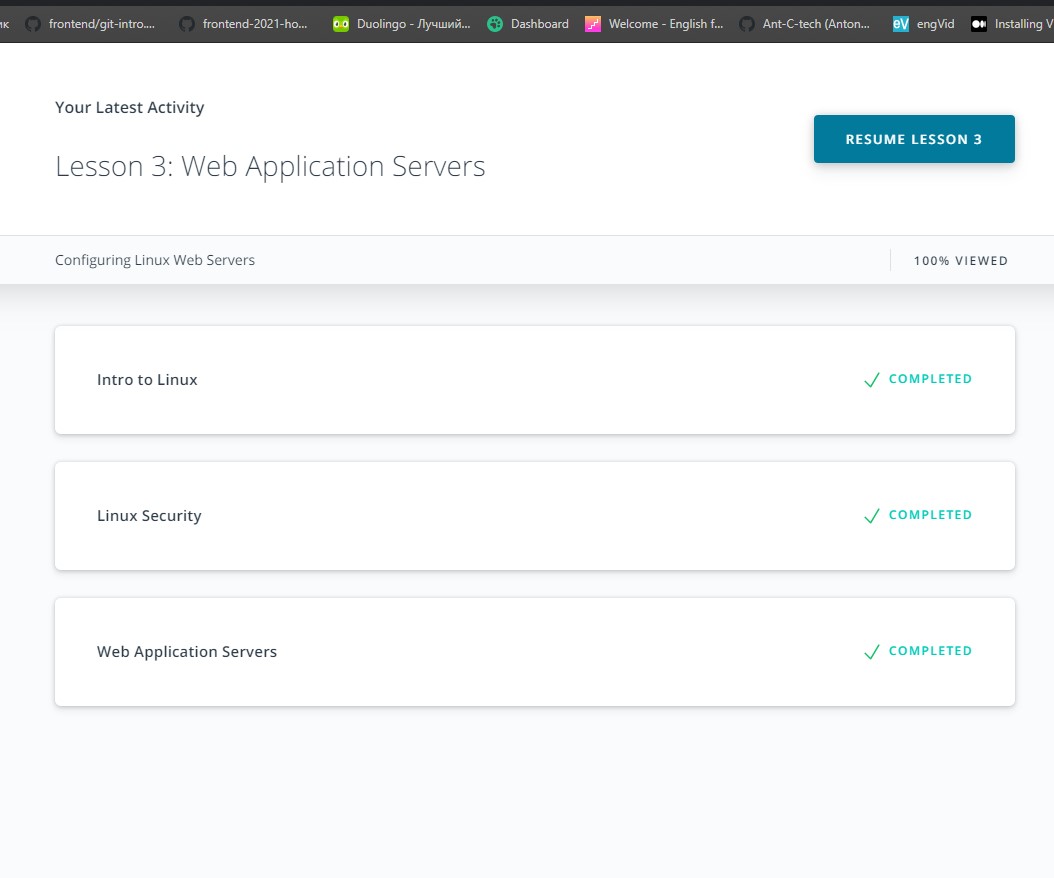 ик frontend/git-intro.... frontend-2021-ho... Duolingo - Лучший... Dashboard Welcome - English f... Ant-C-tech (Anton... eV engVid Installing V
Your Latest Activity
RESUME LESSON 3
Lesson 3: Web Application Servers
Configuring Linux Web Servers 100% VIEWED
Intro to Linux COMPLETED
Linux Security COMPLETED
Web Application Servers COMPLETED